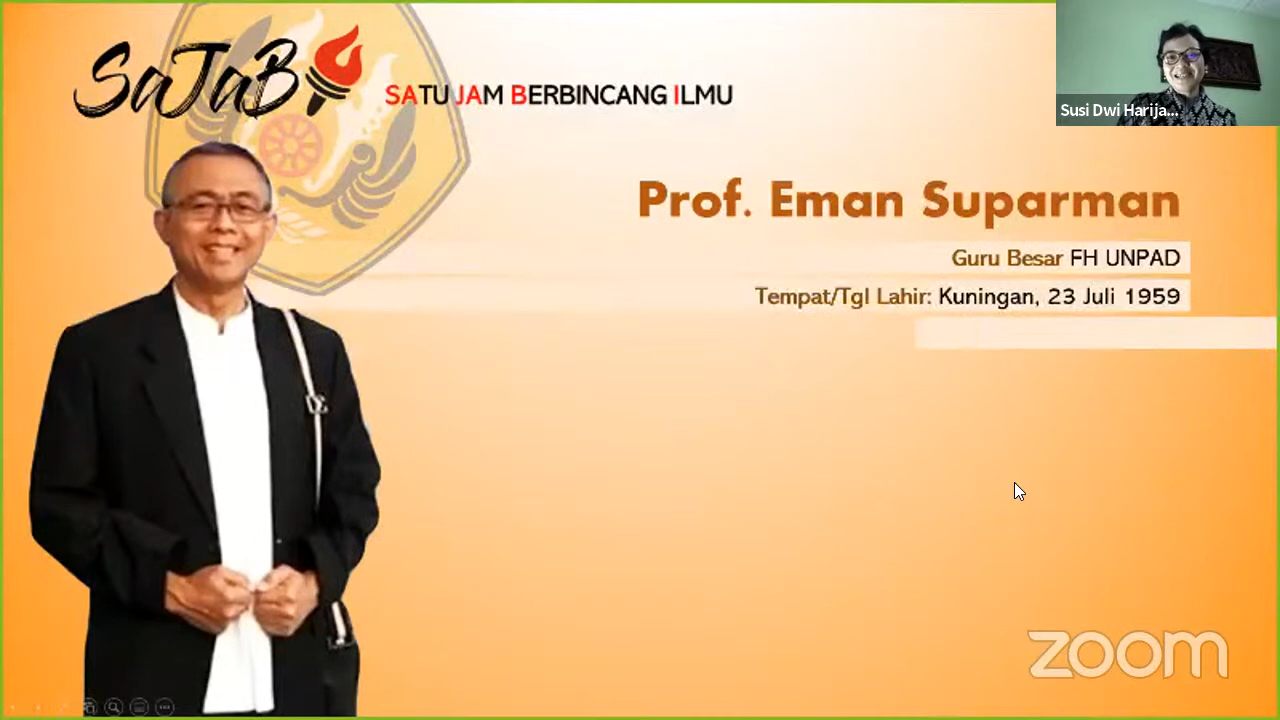 SaJaBI
SATU JAM BERBINCANG ILMU
Susi Dwi Harija...
Prof. Eman Suparman
Guru Besar FH UNPAD
Tempat/Tgl Lahir: Kuningan, 23 Juli 1959
zoom